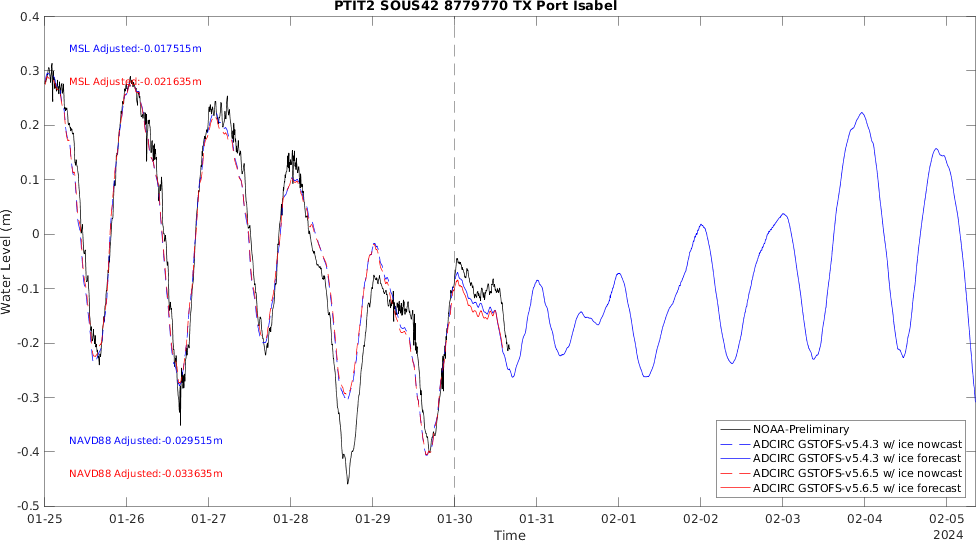 PTIT2 SOUS42 8779770 TX Port Isabel
0.4
0.3
0.2
0.1
0
-0.1
-0.2
-0.3
-0.4
-0.5
Water Level (m)
MSL Adjusted:-0.017515m
MSL Adjusted:-0.021635m
NAVD88 Adjusted:-0.029515m
NAVD88 Adjusted:-0.033635m
NOAA-Preliminary
ADCIRC GSTOFS-v5.4.3 w/ ice nowcast
ADCIRC GSTOFS-v5.4.3 w/ ice forecast
ADCIRC GSTOFS-v5.6.5 w/ ice nowcast
ADCIRC GSTOFS-v5.6.5 w/ ice forecast
01-25 01-26 01-27 01-28 01-29 01-30 01-31 02-01 02-02 02-03 02-04 02-05
2024
Time